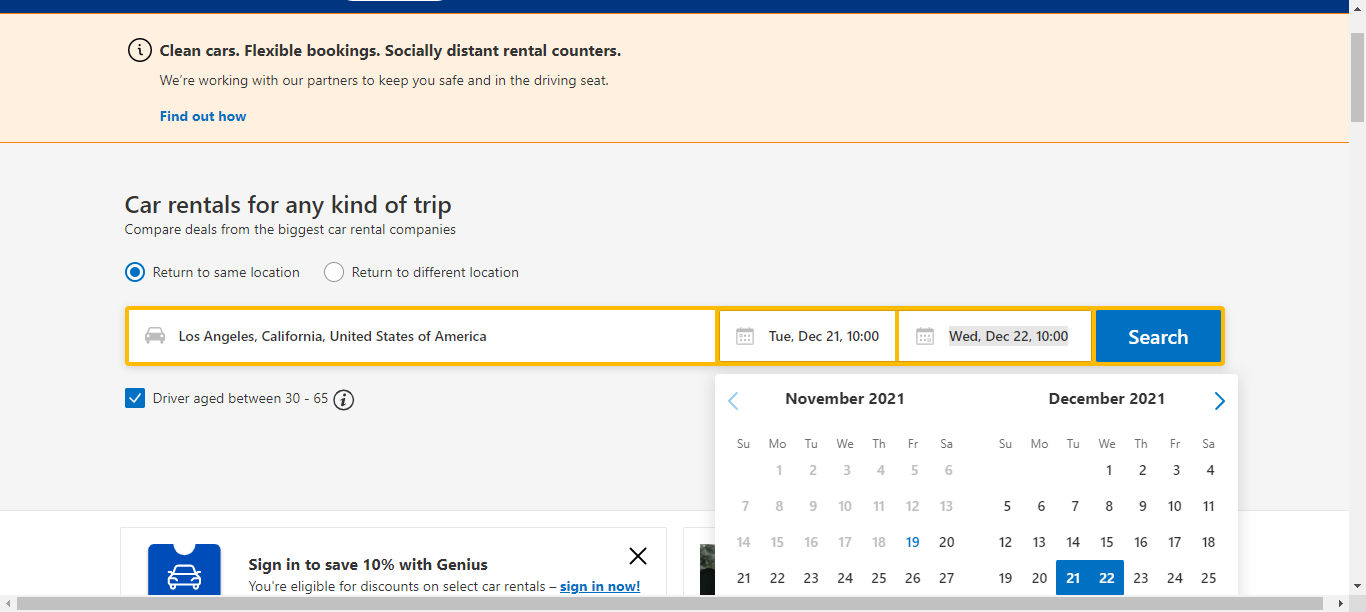 Clean cars. Flexible bookings. Socially distant rental counters.
We're working with our partners to keep you safe and in the driving seat.
Find out how
Car rentals for any kind of trip
Compare deals from the biggest car rental companies
Return to same location Return to different location
Los Angeles, California, United States of America Tue, Dec 21, 10:00 Wed, Dec 22, 10:00 Search
Driver aged between 30 - 65
November 2021
Su Mo Tu We Th Fr Sa
1 2 3 4 5 6
7 8 9 10 11 12 13
14 15 16 17 18 19 20
21 22 23 24 25 26 27
December 2021
Su Mo Tu We Th Fr Sa
1 2 3 4
5 6 7 8 9 10 11
12 13 14 15 16 17 18
19 20 21 22 23 24 25
Sign in to save 10% with Genius
You're eligible for discounts on select car rentals – sign in now!